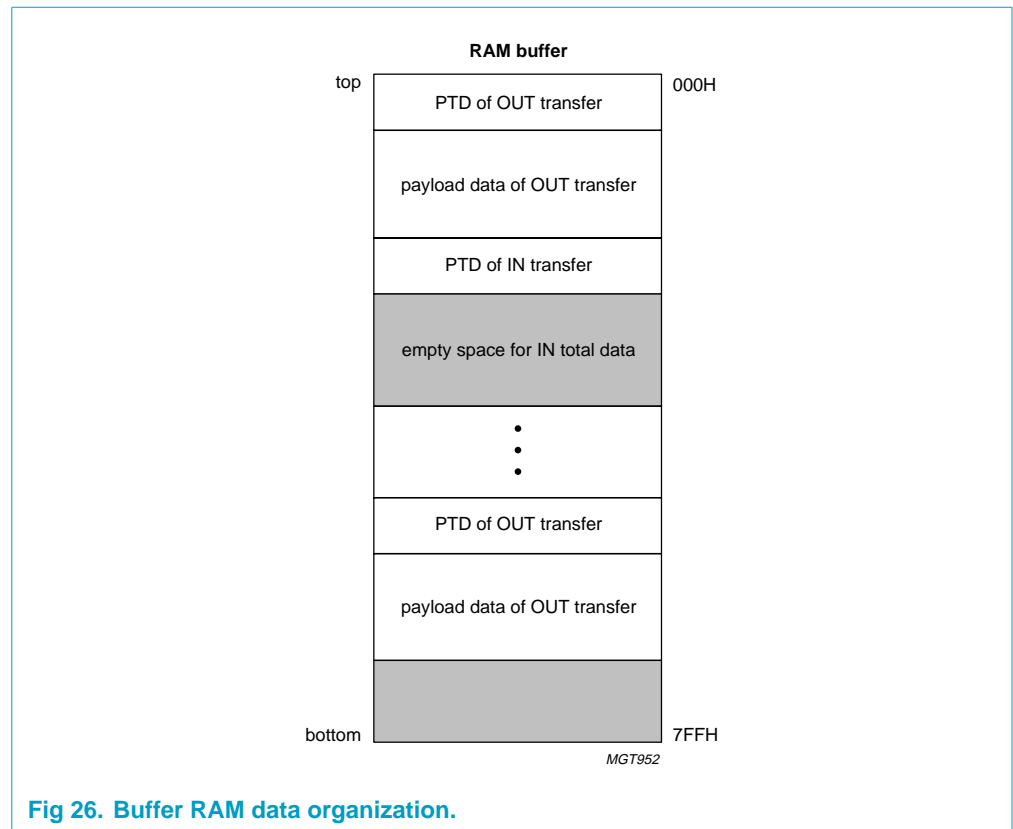 RAM buffer
top
000H
PTD of OUT transfer
payload data of OUT transfer
PTD of IN transfer
empty space for IN total data
PTD of OUT transfer
payload data of OUT transfer
bottom
7FFH
MGT952
Fig 26. Buffer RAM data organization.